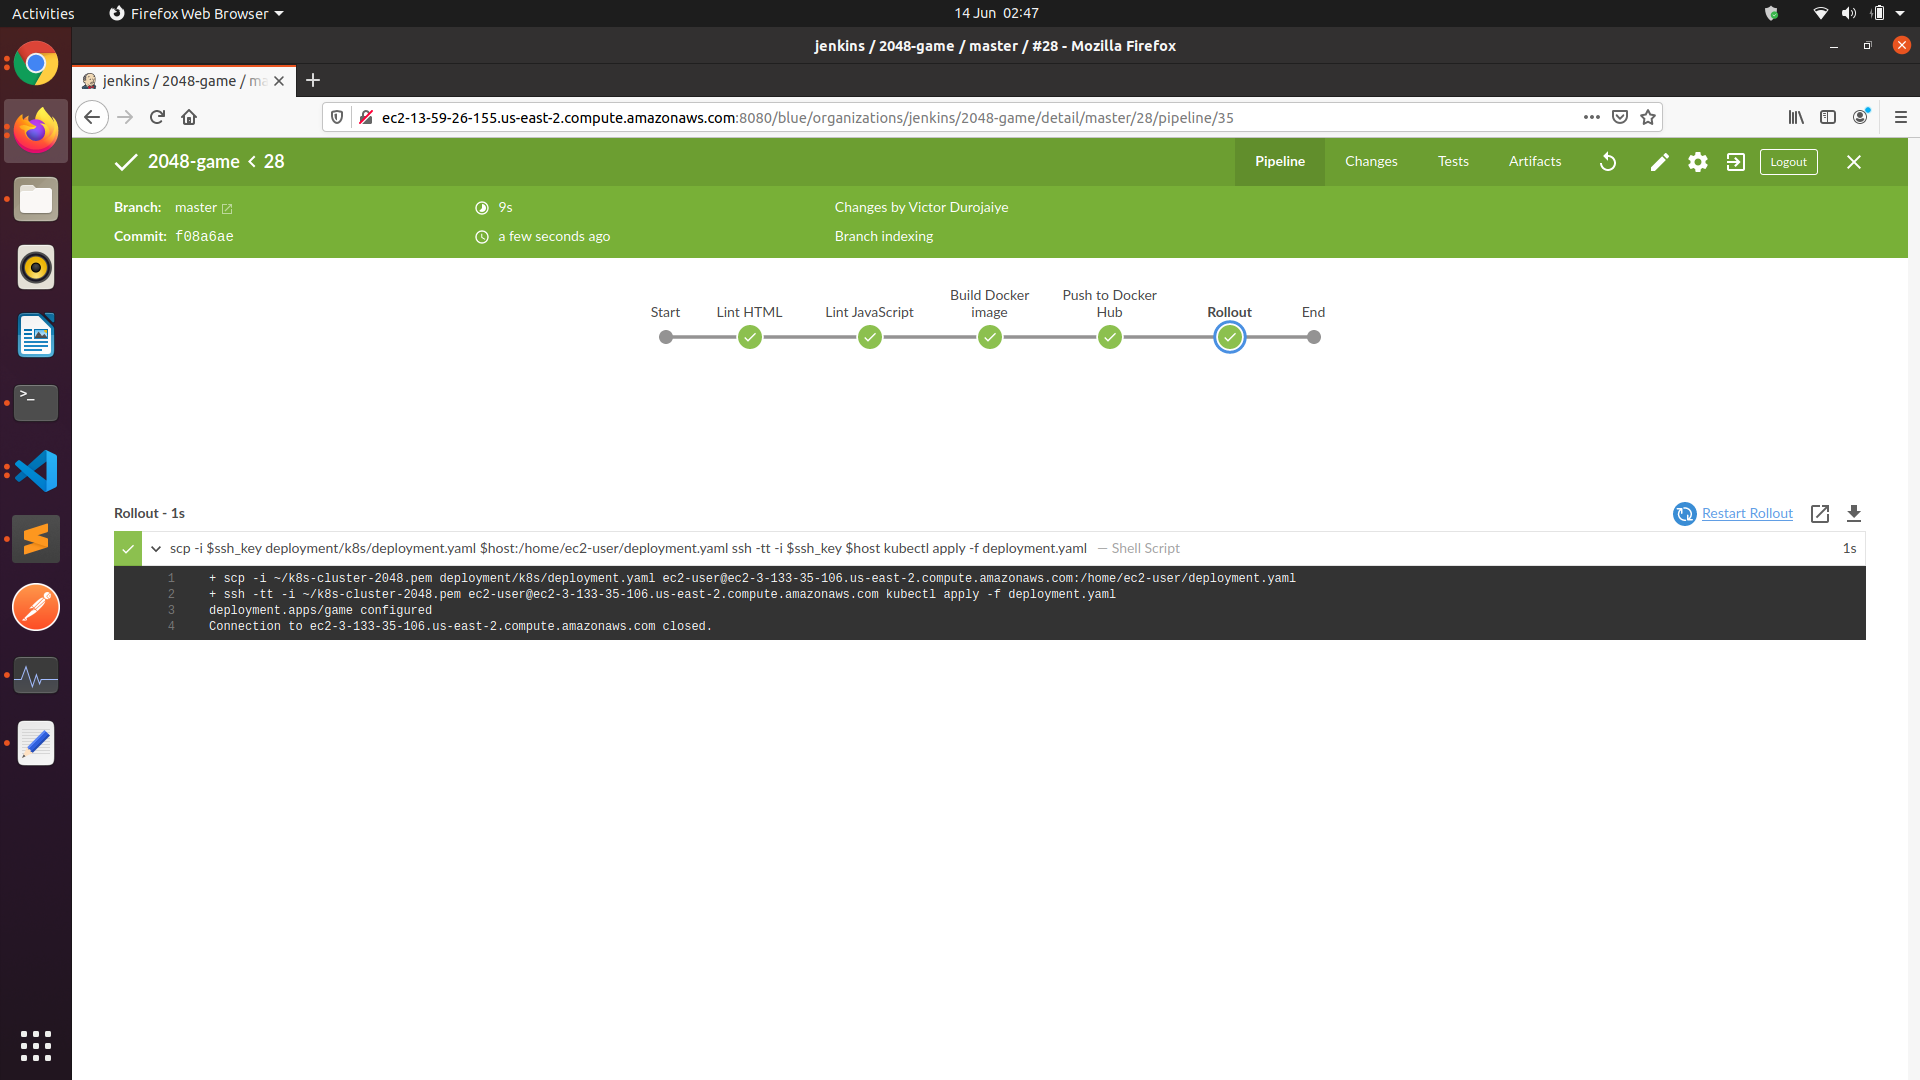 Activities
Firefox Web Browser
14 Jun 02:47
jenkins / 2048-game / master / #28 - Mozilla Firefox
jenkins / 2048-game / ma
ec2-13-59-26-155.us-east-2.compute.amazonaws.com:8080/blue/organizations/jenkins/2048-game/detail/master/28/pipeline/35
2048-game < 28
Pipeline
Changes
Tests
Artifacts
Logout
Branch: master
9s
Changes by Victor Durojaiye
Commit: f08a6ae
a few seconds ago
Branch indexing
Start
Lint HTML
Lint JavaScript
Build Docker
image
Push to Docker
Hub
Rollout
End
Rollout - 1s
Restart Rollout
scp -i $ssh_key deployment/k8s/deployment.yaml $host:/home/ec2-user/deployment.yaml ssh -tt -i $ssh_key $host kubectl apply -f deployment.yaml — Shell Script
1s
1 + scp -i ~/k8s-cluster-2048.pem deployment/k8s/deployment.yaml ec2-user@ec2-3-133-35-106.us-east-2.compute.amazonaws.com:/home/ec2-user/deployment.yaml
2 + ssh -tt -i ~/k8s-cluster-2048.pem ec2-user@ec2-3-133-35-106.us-east-2.compute.amazonaws.com kubectl apply -f deployment.yaml
3 deployment.apps/game configured
4 Connection to ec2-3-133-35-106.us-east-2.compute.amazonaws.com closed.